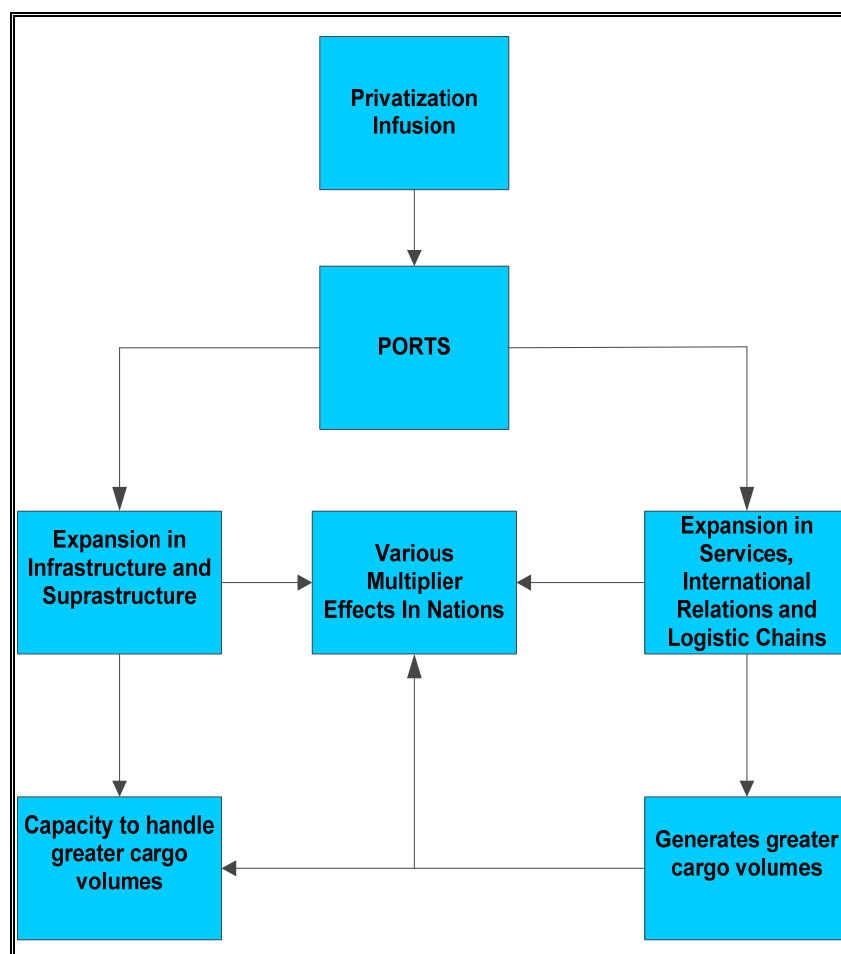 Privatization
Infusion
PORTS
Expansion in
Infrastructure and
Suprastructure
Various
Multiplier
Effects In Nations
Expansion in
Services,
International
Relations and
Logistic Chains
Capacity to handle
greater cargo
volumes
Generates greater
cargo volumes